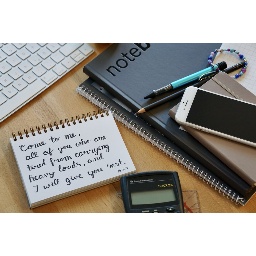 noteb
Come to me,
all of you who are
tired from carrying
heavy loads, and
I will give you rest.